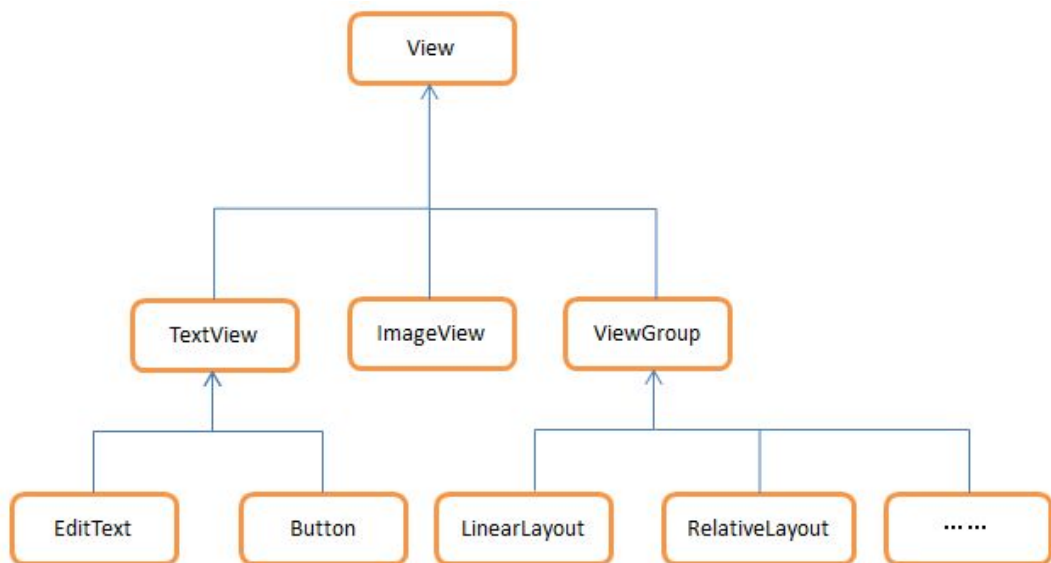 View
TextView
ImageView
ViewGroup
EditText
Button
LinearLayout
RelativeLayout
……